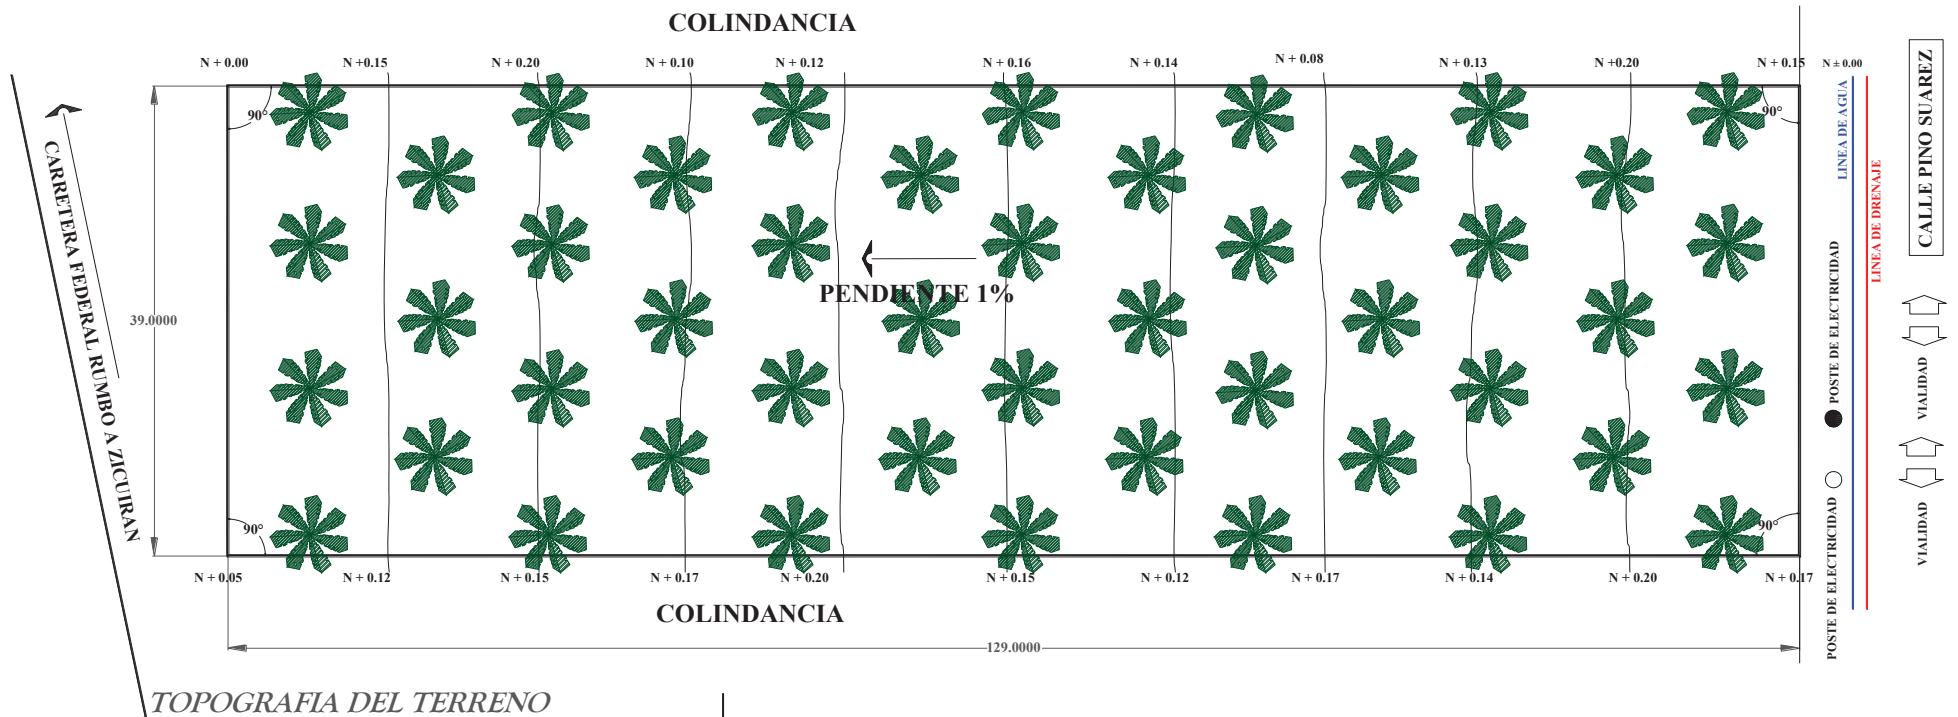 COLINDANCIA
N + 0.00
N +0.15
N + 0.20
N + 0.10
N + 0.12
N + 0.16
N + 0.14
N + 0.08
N + 0.13
N +0.20
N + 0.15
N ± 0.00
90°
90°
CARRETERA FEDERAL RUMBO A ZICUIRAN
39.0000
PENDIENTE 1%
LINEA DE AGUA
LINEA DE DRENAJE
CALLE PINO SUAREZ
POSTE DE ELECTRICIDAD
VIALIDAD
POSTE DE ELECTRICIDAD
VIALIDAD
90°
90°
N + 0.05
N + 0.12
N + 0.15
N + 0.17
N + 0.20
N + 0.15
N + 0.12
N + 0.17
N + 0.14
N + 0.20
N + 0.17
COLINDANCIA
129.0000
TOPOGRAFIA DEL TERRENO